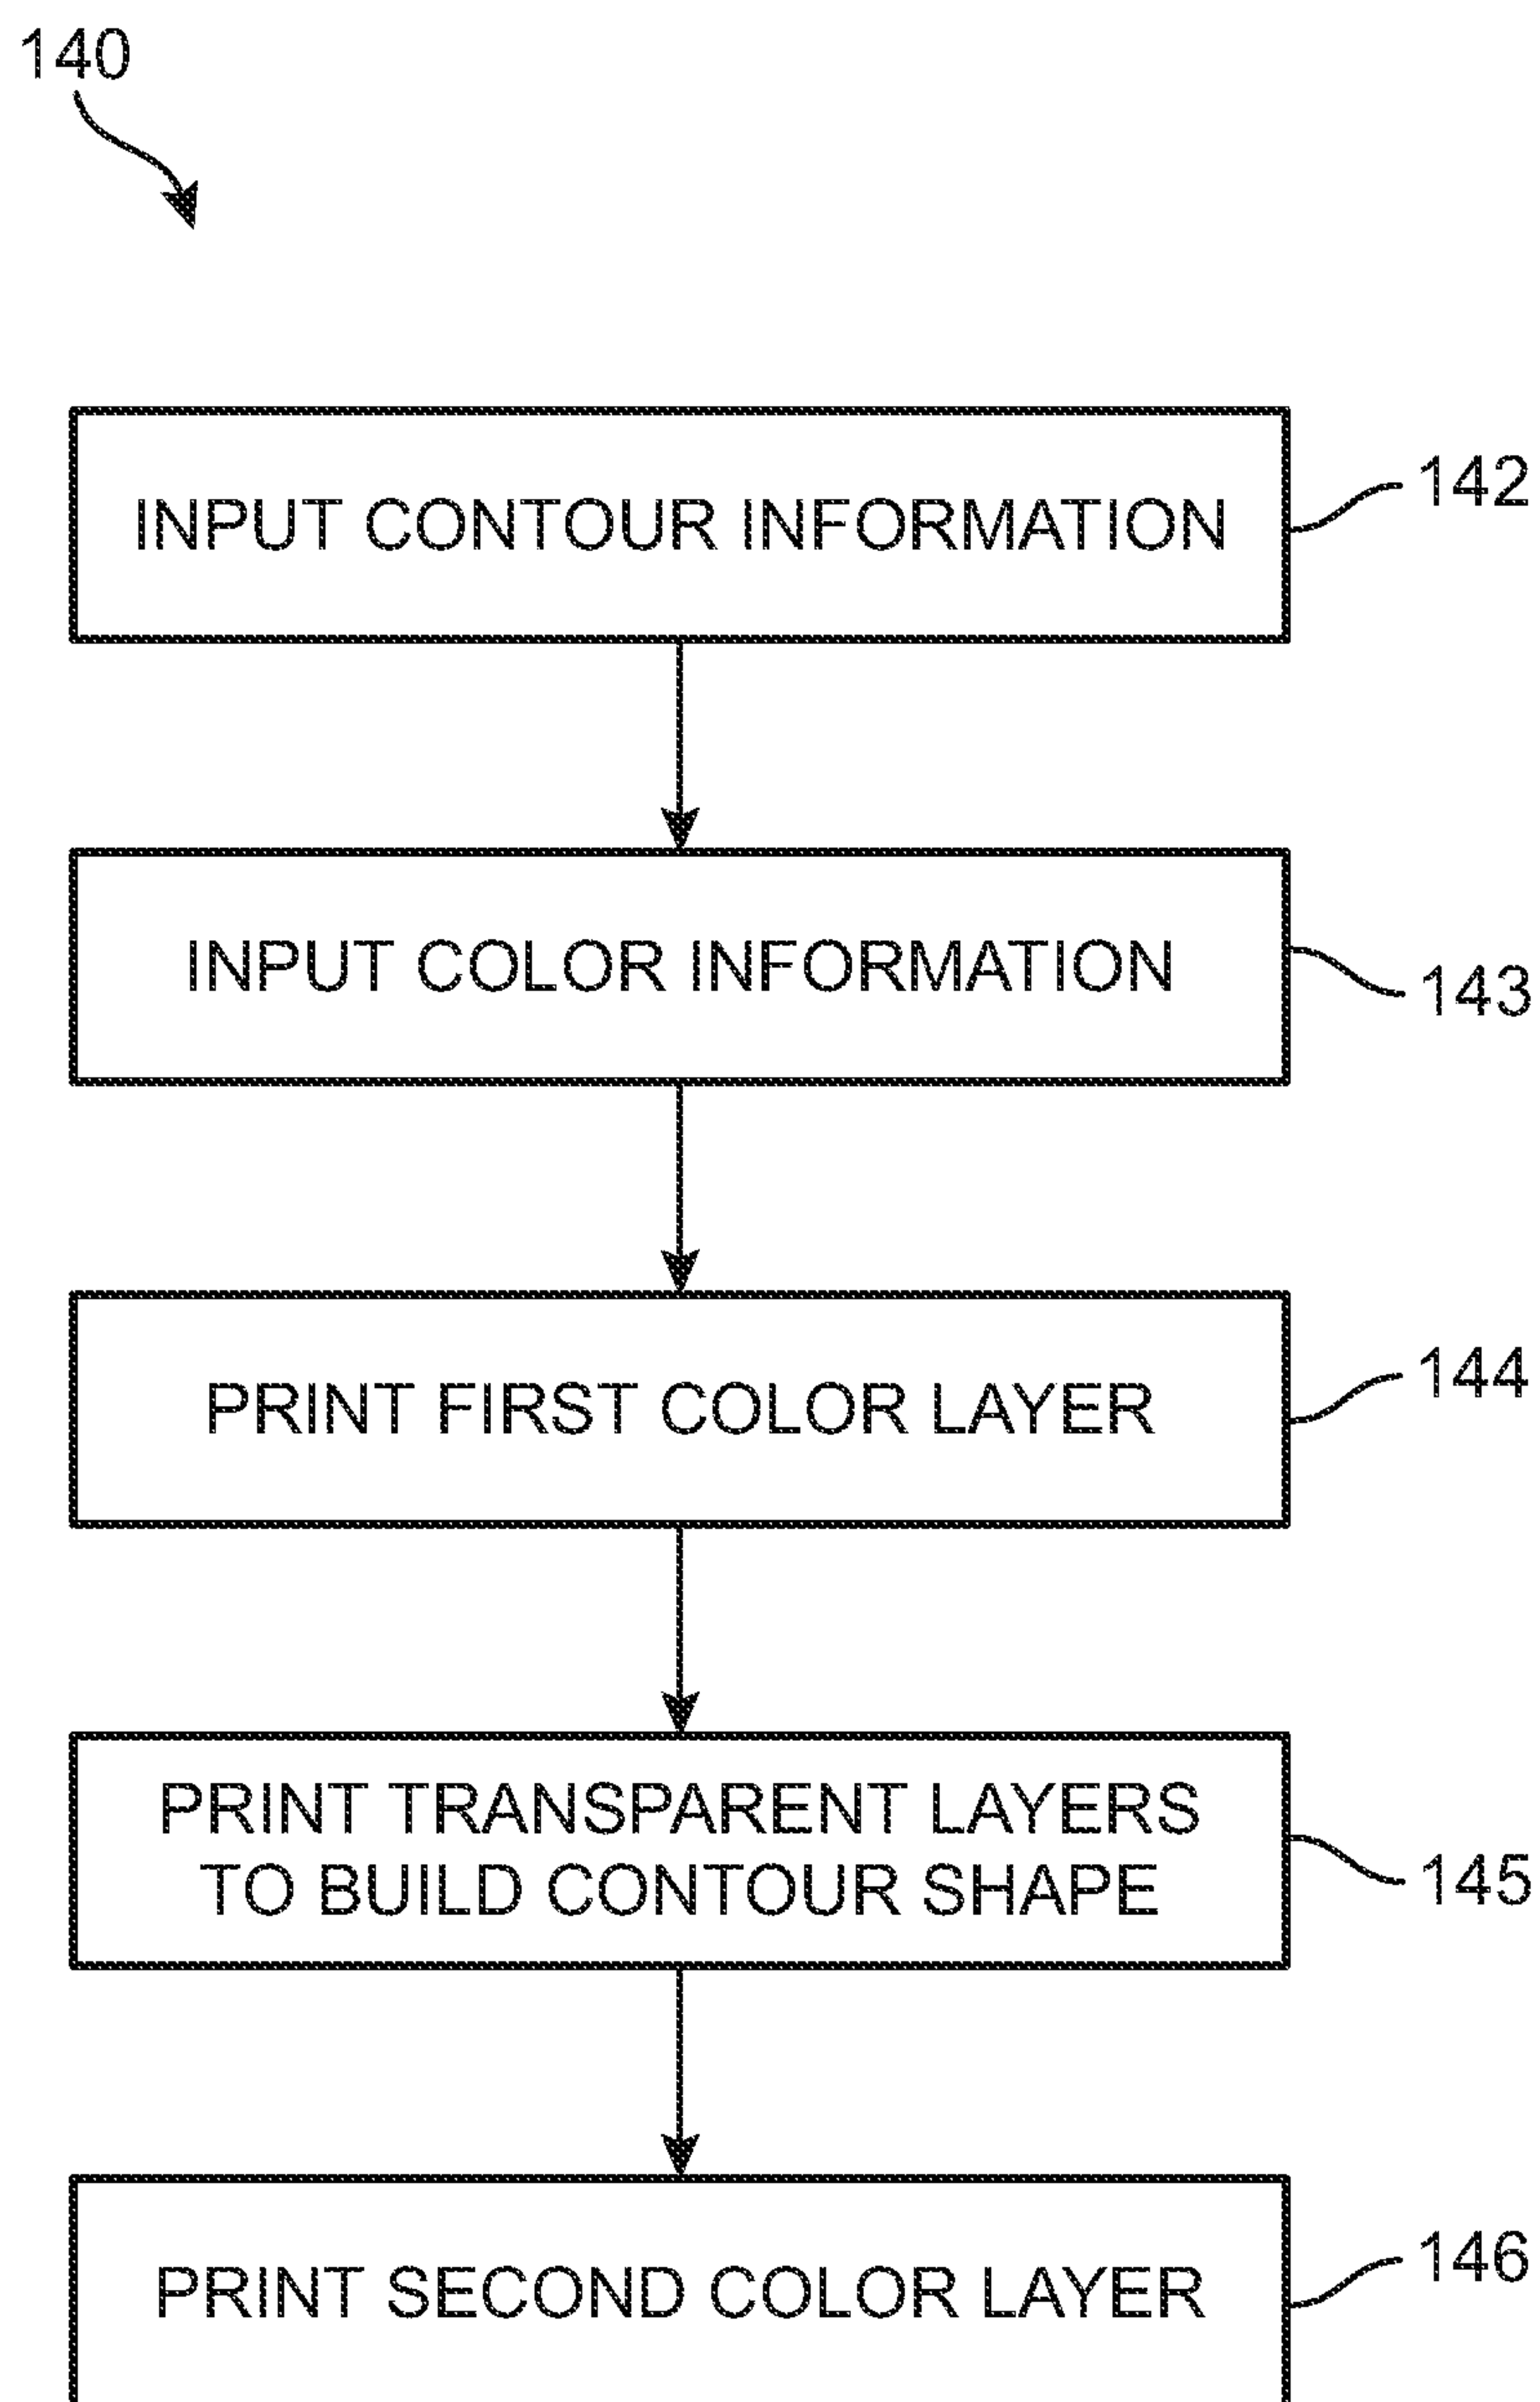 140
INPUT CONTOUR INFORMATION
142
INPUT COLOR INFORMATION
143
PRINT FIRST COLOR LAYER
144
PRINT TRANSPARENT LAYERS
TO BUILD CONTOUR SHAPE
145
PRINT SECOND COLOR LAYER
146